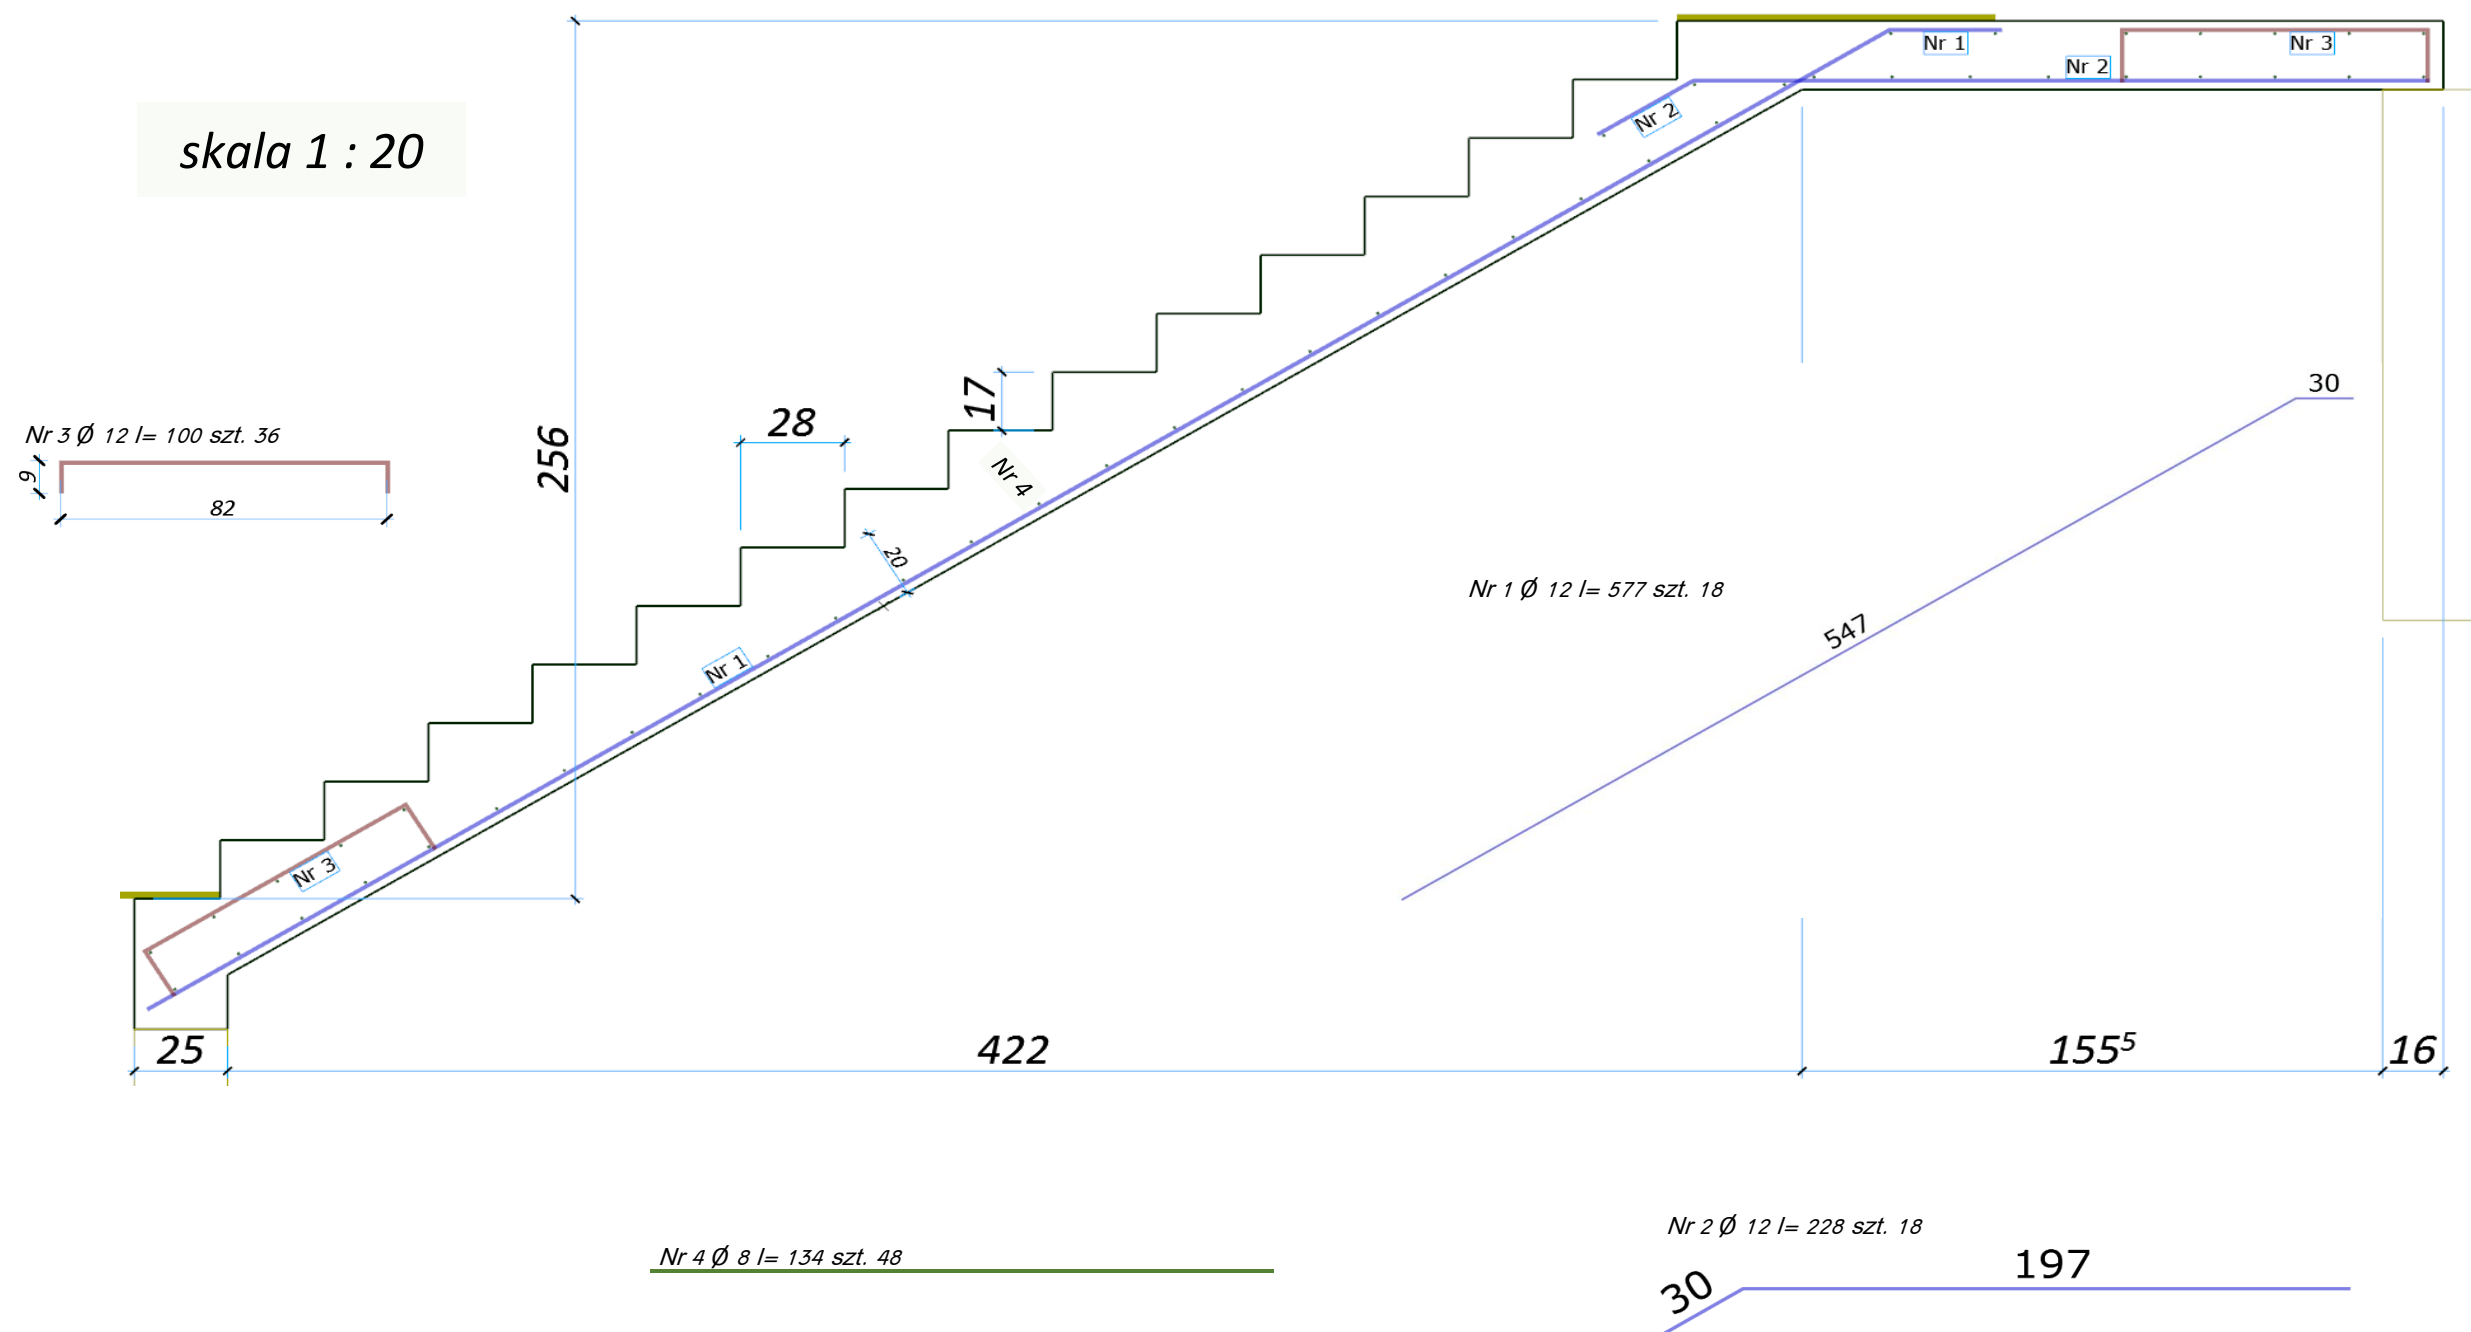 Nr 1
Nr 3
Nr 2
Nr 2
skala 1 : 20
30
17
28
Nr 3 Ø 12 l= 100 szt. 36
256
Nr 4
9
82
20
Nr 1 Ø 12 l= 577 szt. 18
547
Nr 1
Nr 3
25
422
155⁵
16
Nr 2 Ø 12 l= 228 szt. 18
Nr 4 Ø 8 l= 134 szt. 48
197
30